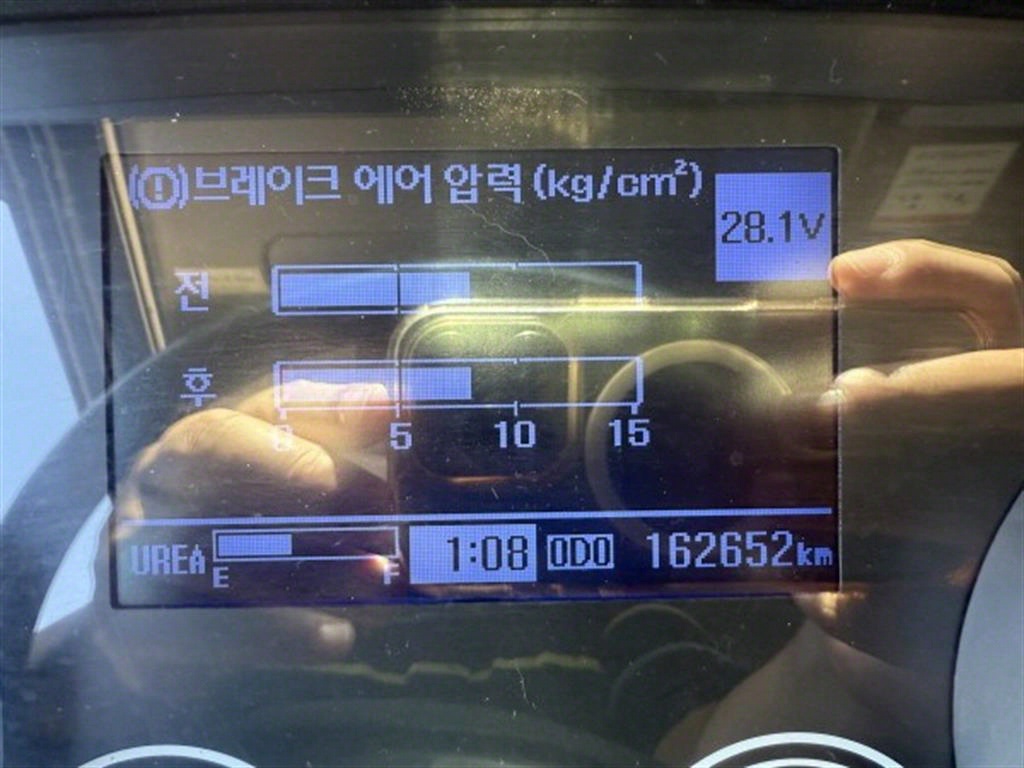 (!)브레이크 에어 압력 (kg/cm²)
28.1V
전
후
0 5 10 15
UREA E F 1:08 ODO 162652km